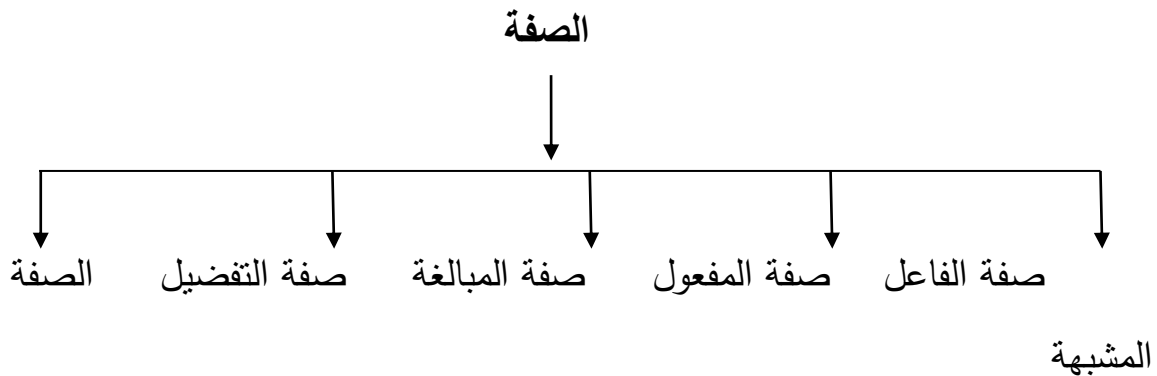 الصفة
صفة الفاعل صفة المفعول صفة المبالغة صفة التفضيل الصفة
المشبهة